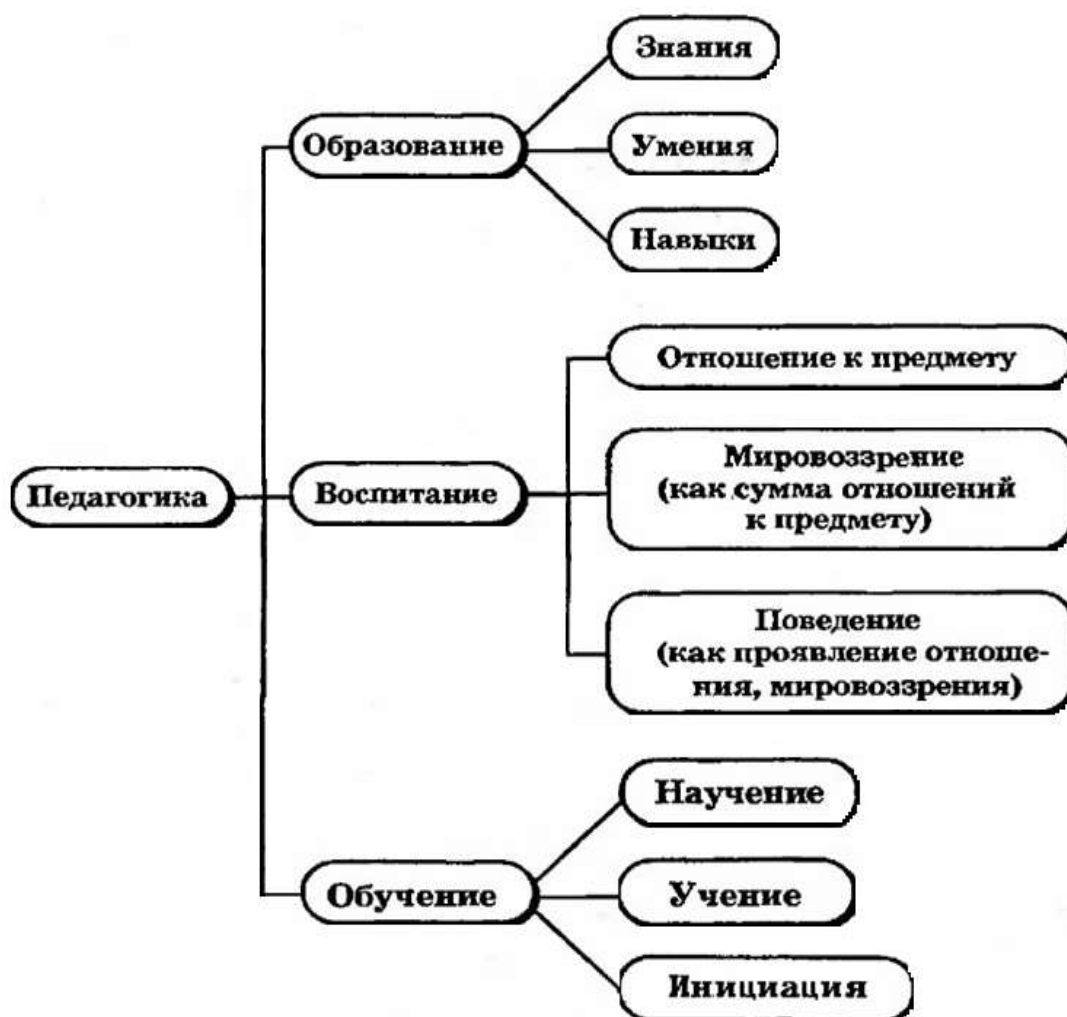 Знания
Образование
Умения
Навыки
Отношение к предмету
Мировоззрение
(как сумма отношений
к предмету)
Педагогика
Воспитание
Поведение
(как проявление отноше-
ния, мировоззрения)
Научение
Обучение
Учение
Инициация